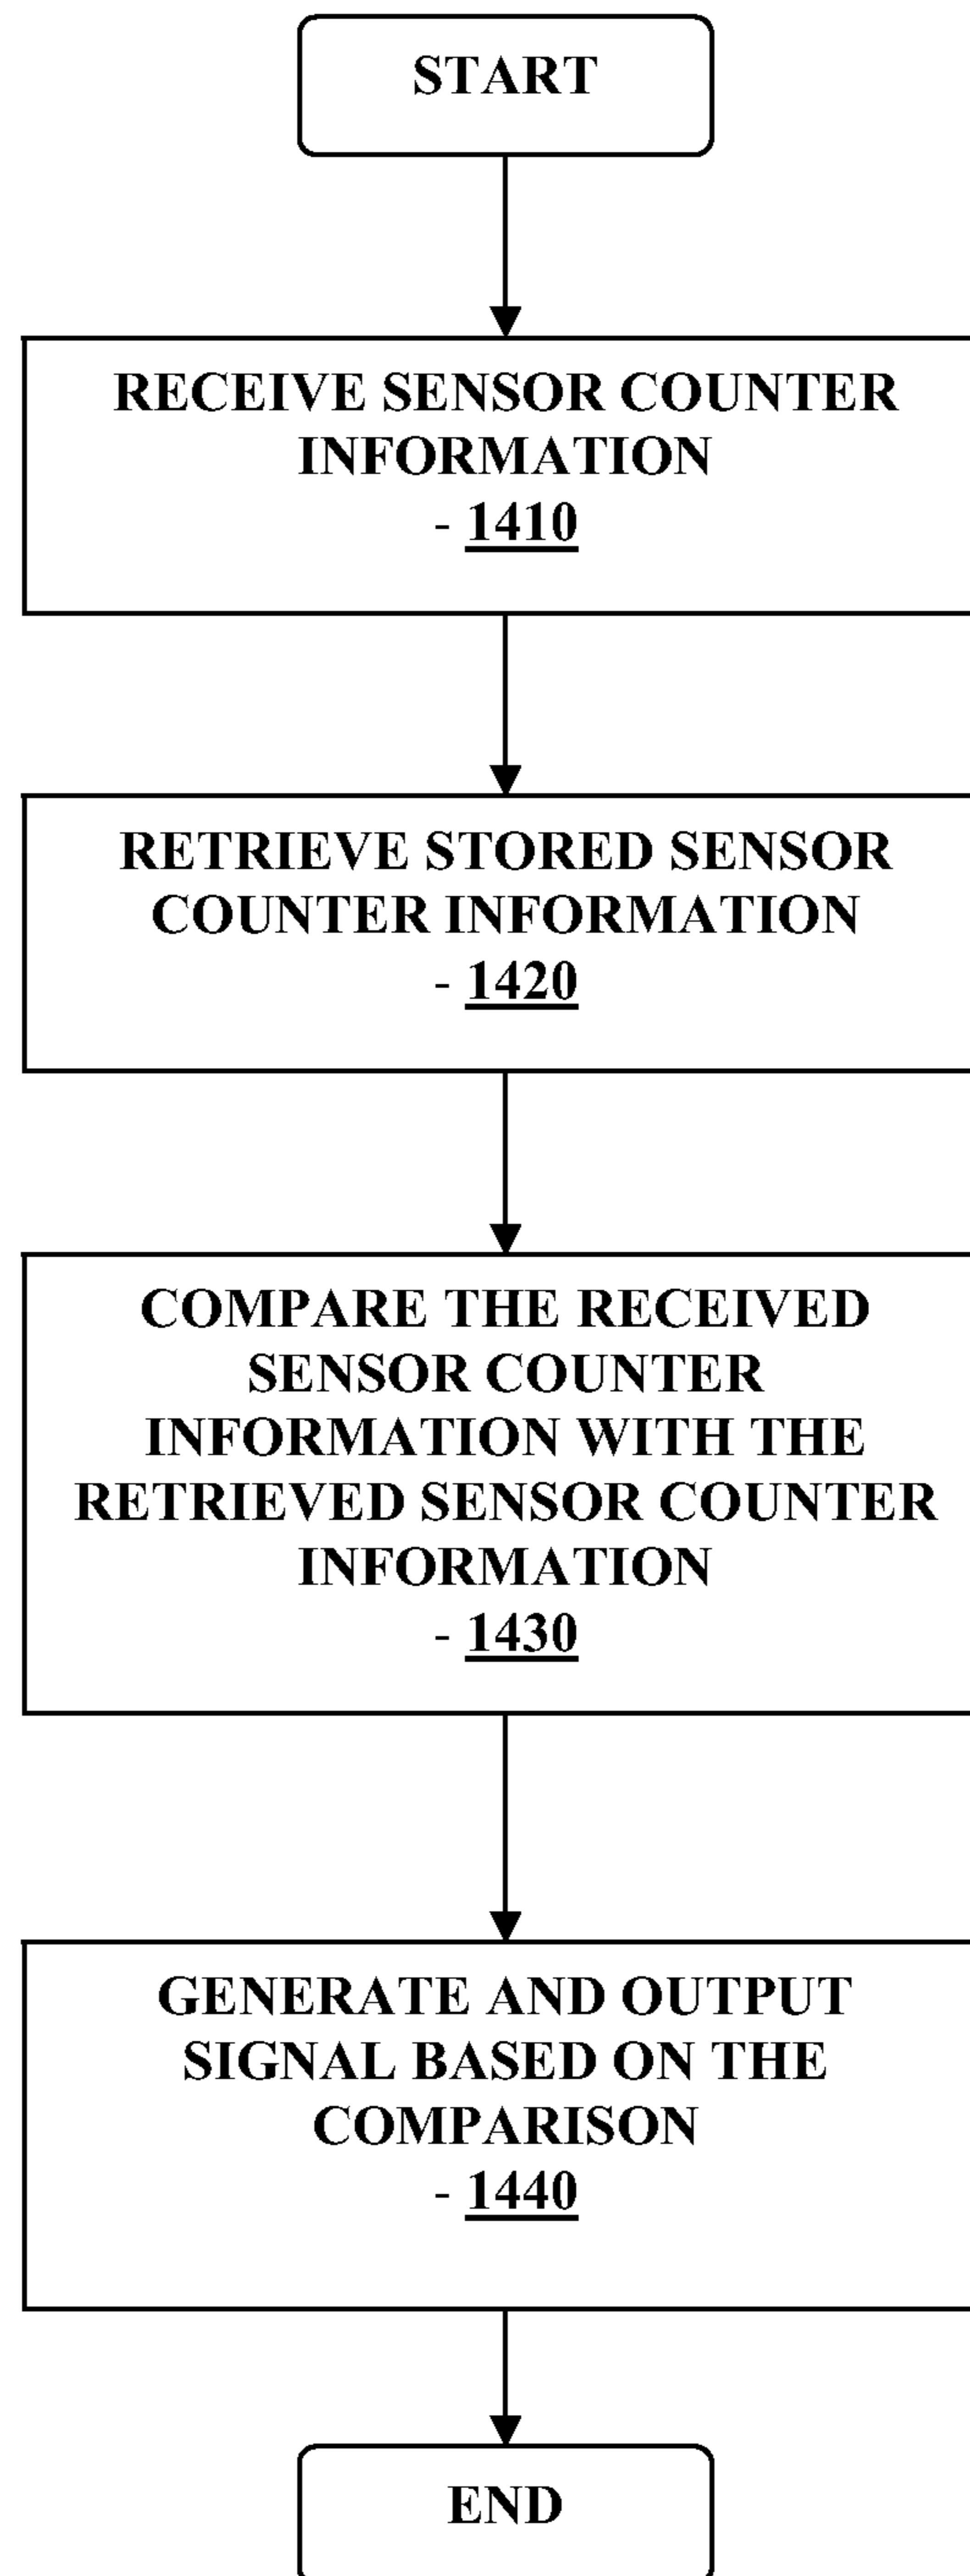 START
RECEIVE SENSOR COUNTER
INFORMATION
- 1410
RETRIEVE STORED SENSOR
COUNTER INFORMATION
- 1420
COMPARE THE RECEIVED
SENSOR COUNTER
INFORMATION WITH THE
RETRIEVED SENSOR COUNTER
INFORMATION
- 1430
GENERATE AND OUTPUT
SIGNAL BASED ON THE
COMPARISON
- 1440
END